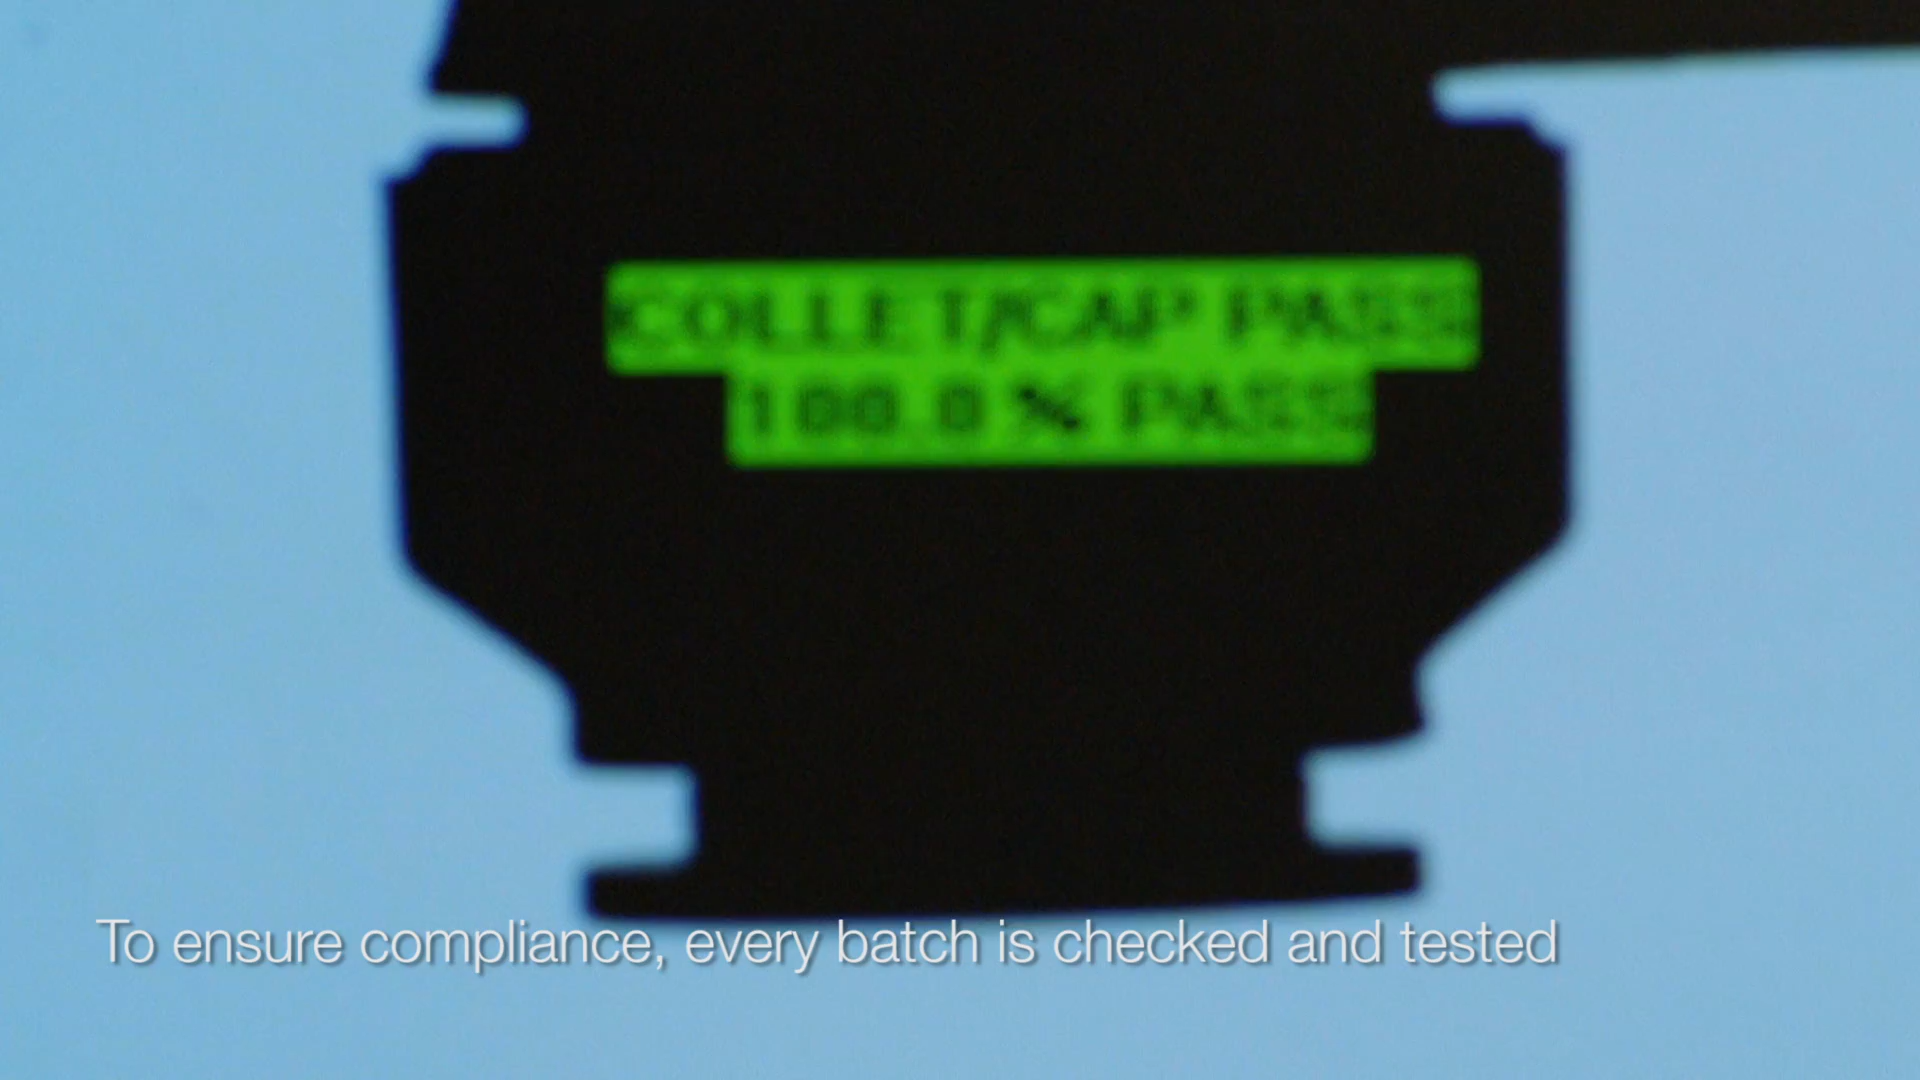 COLLET/CAP PASS
100.0% PASS
To ensure compliance, every batch is checked and tested